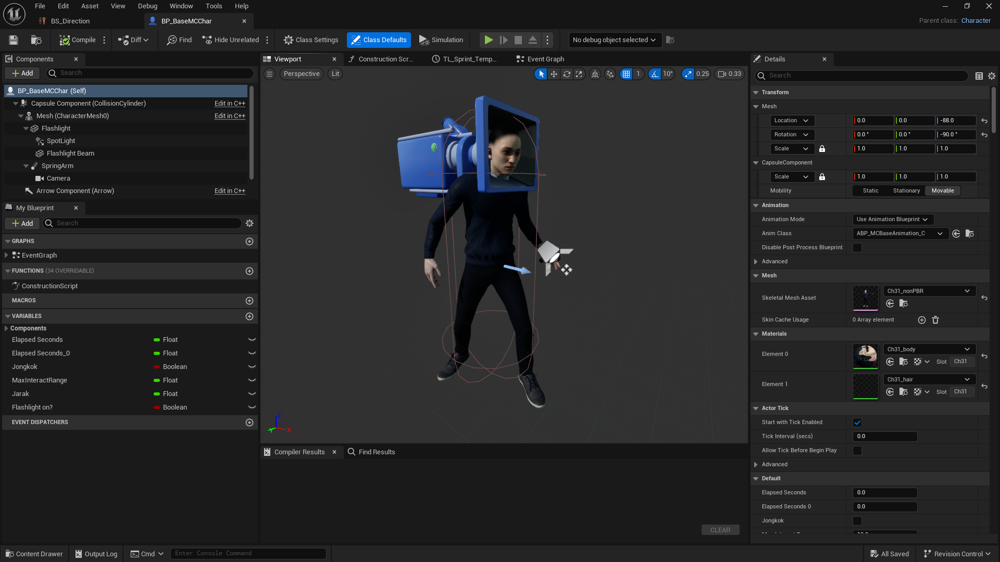 File Edit Asset View Debug Window Tools Help
BS_Direction
BP_BaseMCChar
Parent class: Character
Compile
Diff
Find
Hide Unrelated
Class Settings
Class Defaults
Simulation
No debug object selected
Components
Add
Search
BP_BaseMCChar (Self)
Capsule Component (CollisionCylinder) Edit in C++
Mesh (CharacterMesh0) Edit in C++
Flashlight
SpotLight
Flashlight Beam
SpringArm
Camera
Arrow Component (Arrow) Edit in C++
My Blueprint
Add
Search
GRAPHS
EventGraph
FUNCTIONS (34 OVERRIDABLE)
ConstructionScript
MACROS
VARIABLES
Components
Elapsed Seconds Float
Elapsed Seconds_0 Float
Jongkok Boolean
MaxInteractRange Float
Jarak Float
Flashlight on? Boolean
EVENT DISPATCHERS
Viewport
Construction Scr...
TL_Sprint_Temp...
Event Graph
Perspective
Lit
1
10°
0.25
0.33
Z
X
Compiler Results
Find Results
CLEAR
Details
Search
Transform
Mesh
Location 0.0 0.0 -88.0
Rotation 0.0 ° 0.0 ° -90.0 °
Scale 1.0 1.0 1.0
CapsuleComponent
Scale 1.0 1.0 1.0
Mobility Static Stationary Movable
Animation
Animation Mode Use Animation Blueprint
Anim Class ABP_MCBaseAnimation_C
Disable Post Process Blueprint
Advanced
Mesh
Skeletal Mesh Asset Ch31_nonPBR
Skin Cache Usage 0 Array element
Materials
Element 0 Ch31_body
Slot Ch31
Element 1 Ch31_hair
Slot Ch31
Actor Tick
Start with Tick Enabled
Tick Interval (secs) 0.0
Allow Tick Before Begin Play
Advanced
Default
Elapsed Seconds 0.0
Elapsed Seconds 0 0.0
Jongkok
Content Drawer
Output Log
Cmd
Enter Console Command
All Saved
Revision Control